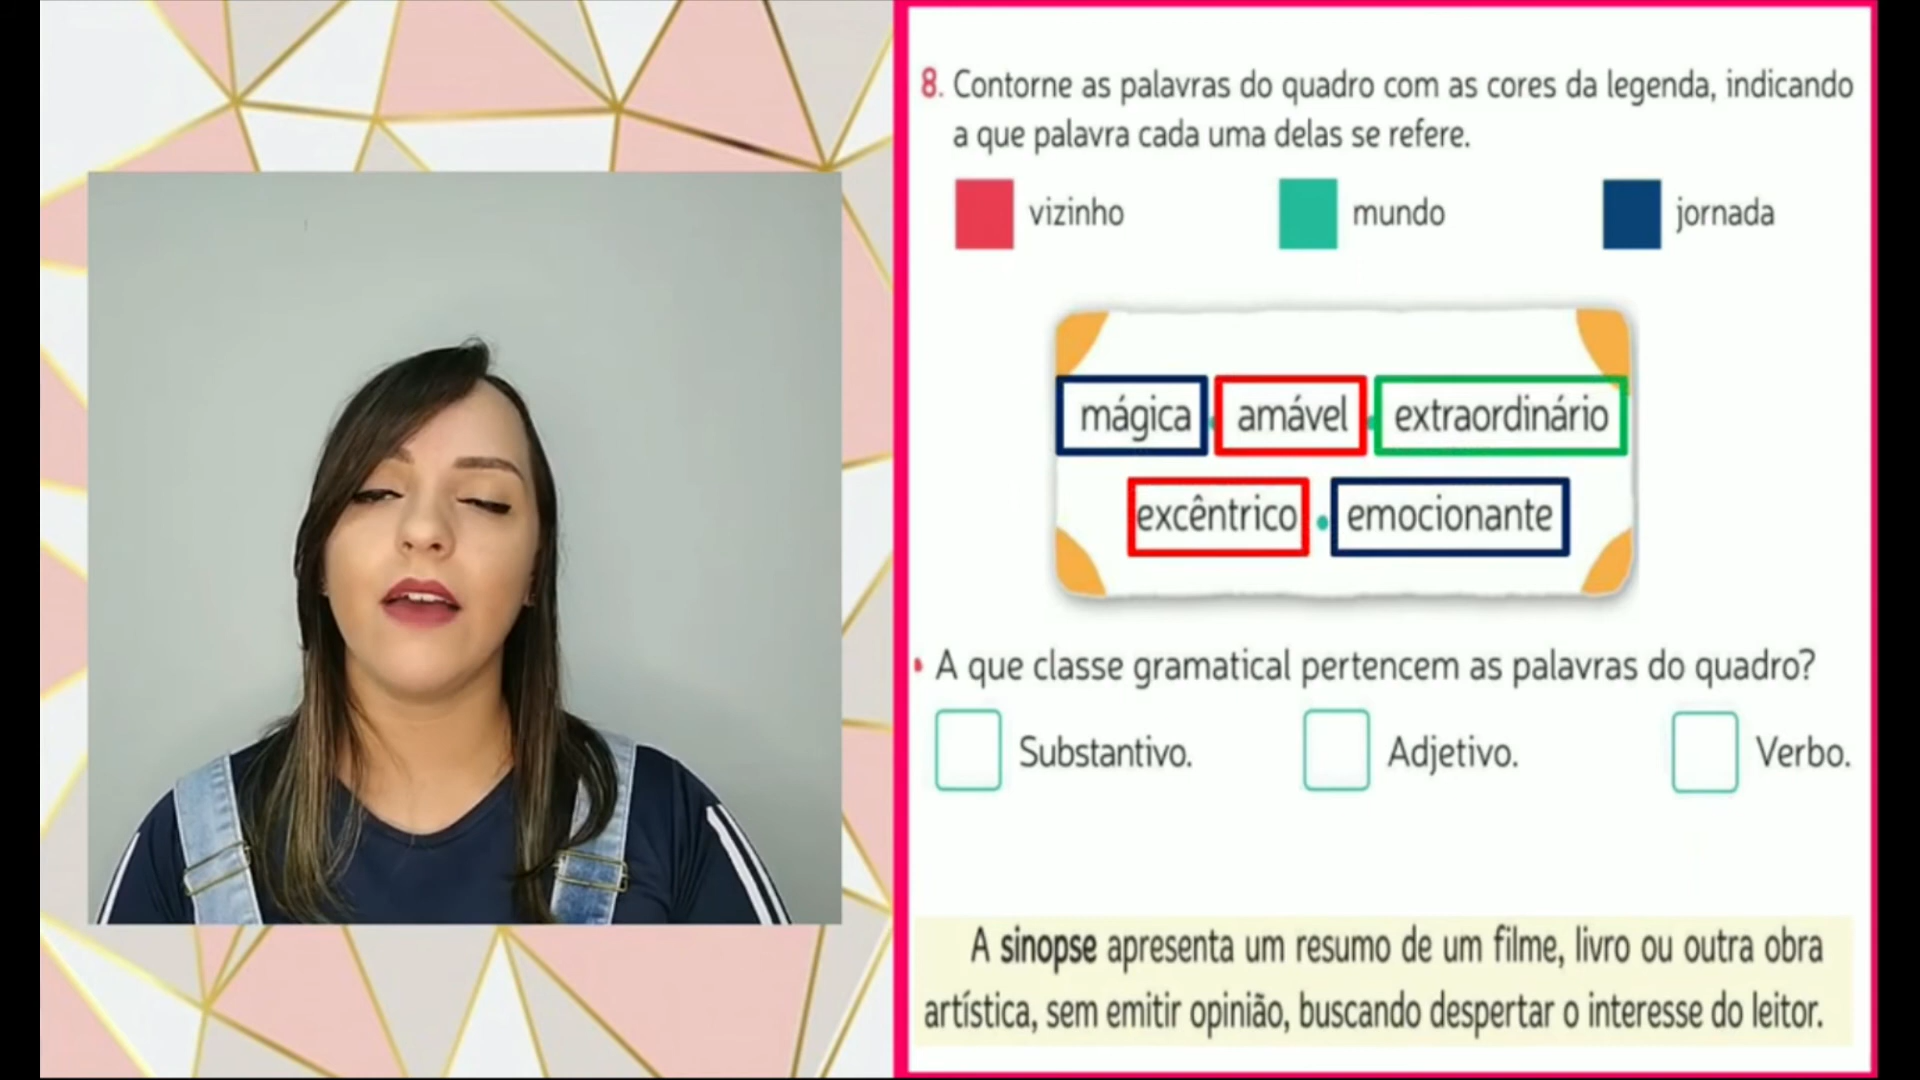 8. Contorne as palavras do quadro com as cores da legenda, indicando
a que palavra cada uma delas se refere.
vizinho mundo jornada
mágica • amável • extraordinário
excêntrico • emocionante
• A que classe gramatical pertencem as palavras do quadro?
Substantivo. Adjetivo. Verbo.
A sinopse apresenta um resumo de um filme, livro ou outra obra
artística, sem emitir opinião, buscando despertar o interesse do leitor.